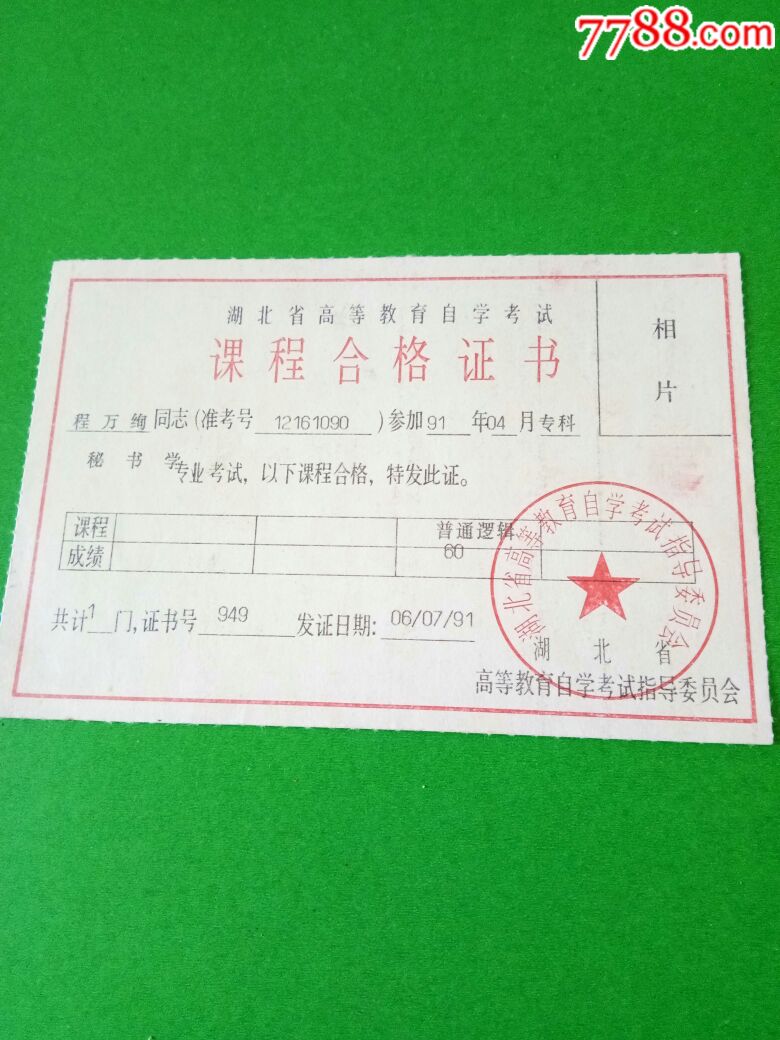 7788.com
湖北省高等教育自学考试
课程合格证书
相片
程万绚同志(准考号 12161090 )参加 91 年 04 月 专科
秘书学专业考试，以下课程合格，特发此证。
课程 普通逻辑
成绩 60
共计 1 门，证书号 949 发证日期: 06/07/91
湖北省高等教育自学考试指导委员会
湖北省
高等教育自学考试指导委员会